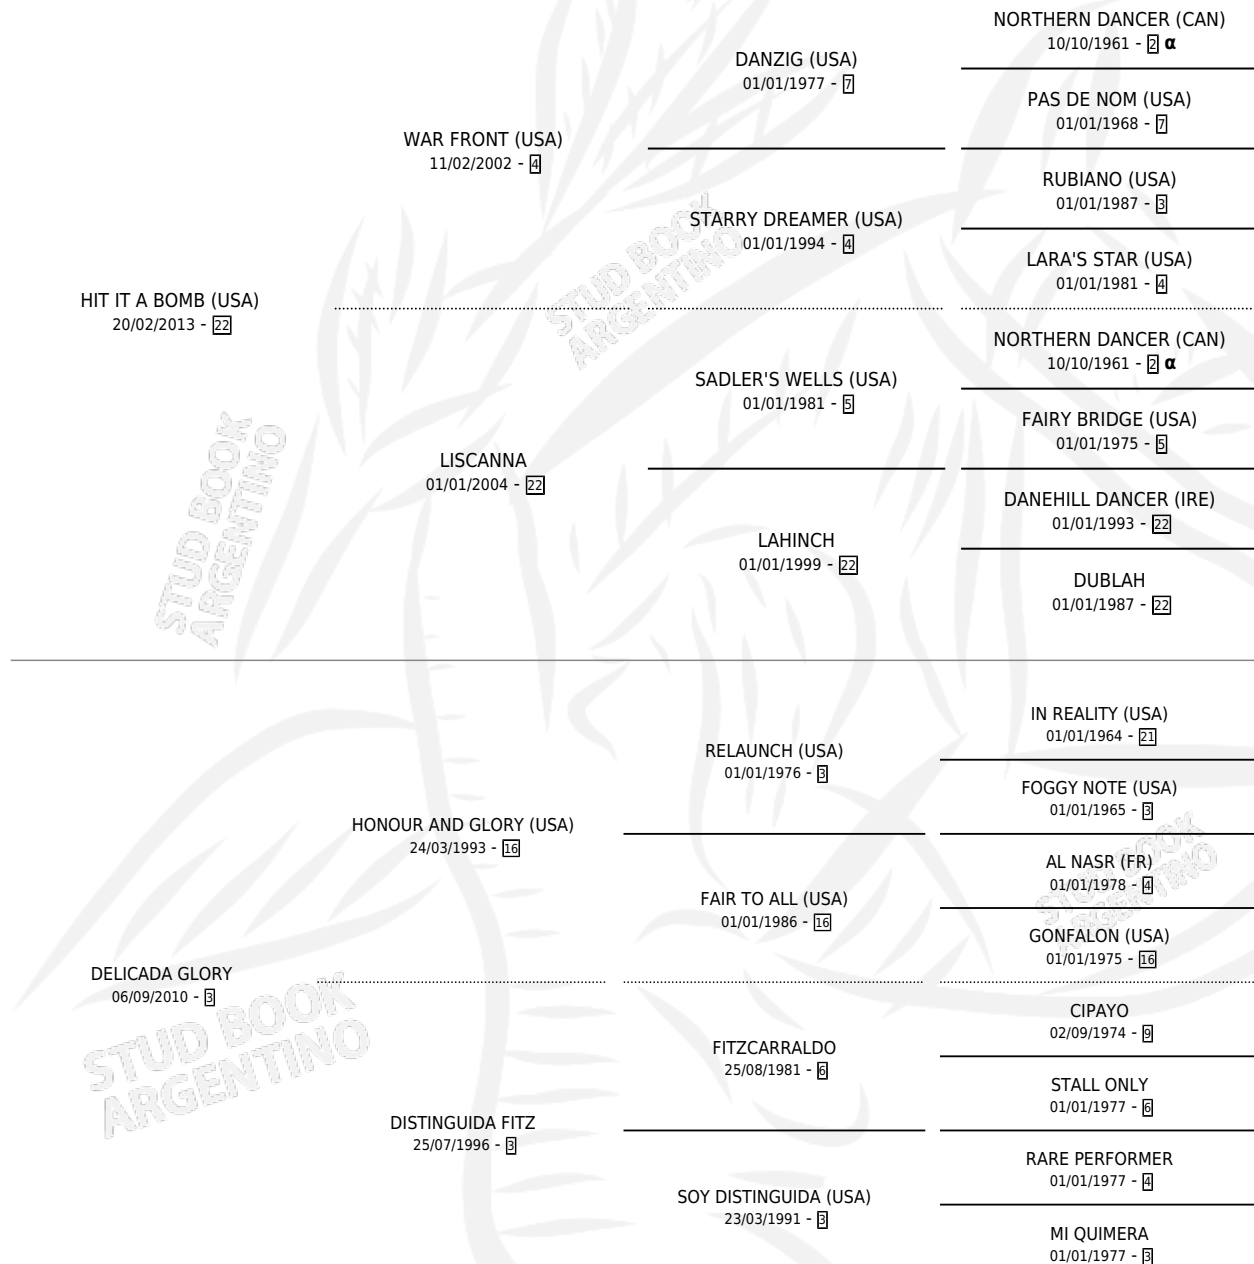 NORTHERN DANCER (CAN)
10/10/1961 - 2 α
DANZIG (USA)
01/01/1977 - 7
PAS DE NOM (USA)
01/01/1968 - 7
WAR FRONT (USA)
11/02/2002 - 4
RUBIANO (USA)
01/01/1987 - 3
STARRY DREAMER (USA)
01/01/1994 - 4
LARA'S STAR (USA)
01/01/1981 - 4
HIT IT A BOMB (USA)
20/02/2013 - 22
NORTHERN DANCER (CAN)
10/10/1961 - 2 α
SADLER'S WELLS (USA)
01/01/1981 - 5
FAIRY BRIDGE (USA)
01/01/1975 - 5
LISCANNA
01/01/2004 - 22
DANEHILL DANCER (IRE)
01/01/1993 - 22
LAHINCH
01/01/1999 - 22
DUBLAH
01/01/1987 - 22
IN REALITY (USA)
01/01/1964 - 21
RELAUNCH (USA)
01/01/1976 - 3
FOGGY NOTE (USA)
01/01/1965 - 3
HONOUR AND GLORY (USA)
24/03/1993 - 16
AL NASR (FR)
01/01/1978 - 4
FAIR TO ALL (USA)
01/01/1986 - 16
GONFALON (USA)
01/01/1975 - 16
DELICADA GLORY
06/09/2010 - 3
CIPAYO
02/09/1974 - 9
FITZCARRALDO
25/08/1981 - 6
STALL ONLY
01/01/1977 - 6
DISTINGUIDA FITZ
25/07/1996 - 3
RARE PERFORMER
01/01/1977 - 4
SOY DISTINGUIDA (USA)
23/03/1991 - 3
MI QUIMERA
01/01/1977 - 3
STUD BOOK
ARGENTINO
STUD BOOK
ARGENTINO
STUD BOOK
ARGENTINO
STUD BOOK
ARGENTINO